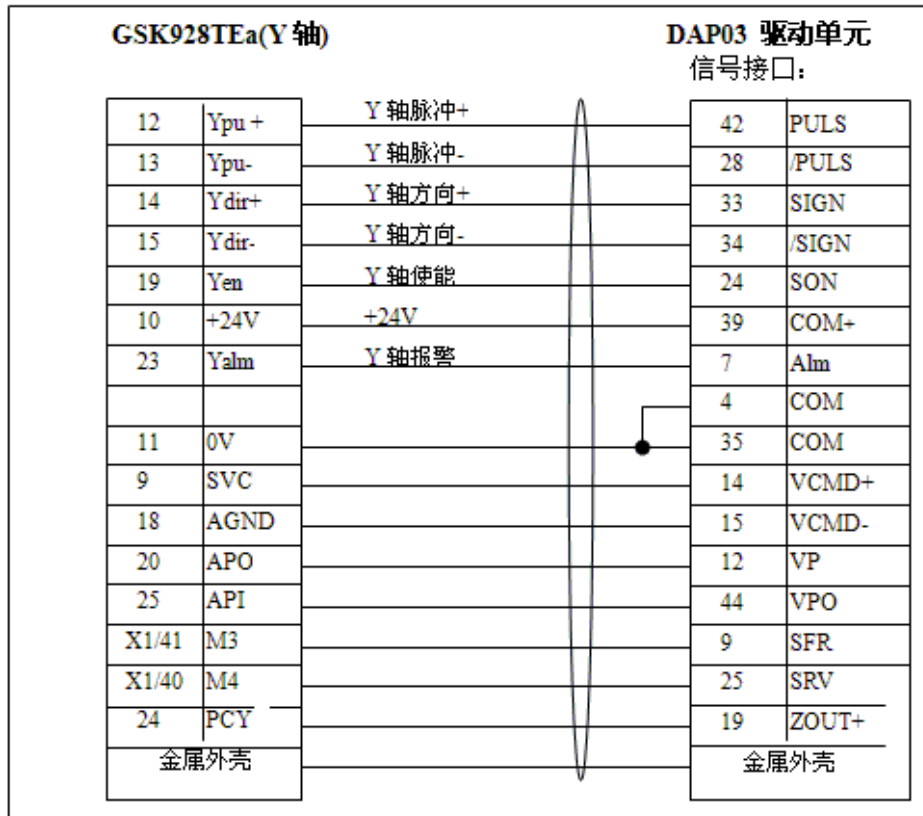 GSK928TEa(Y 轴) DAP03 驱动单元
信号接口：
12 Ypu + Y 轴脉冲+ 42 PULS
13 Ypu- Y 轴脉冲- 28 /PULS
14 Ydir+ Y 轴方向+ 33 SIGN
15 Ydir- Y 轴方向- 34 /SIGN
19 Yen Y 轴使能 24 SON
10 +24V +24V 39 COM+
23 Yalm Y 轴报警 7 Alm
4 COM
11 0V 35 COM
9 SVC 14 VCMD+
18 AGND 15 VCMD-
20 APO 12 VP
25 API 44 VPO
X1/41 M3 9 SFR
X1/40 M4 25 SRV
24 PCY 19 ZOUT+
金属外壳 金属外壳